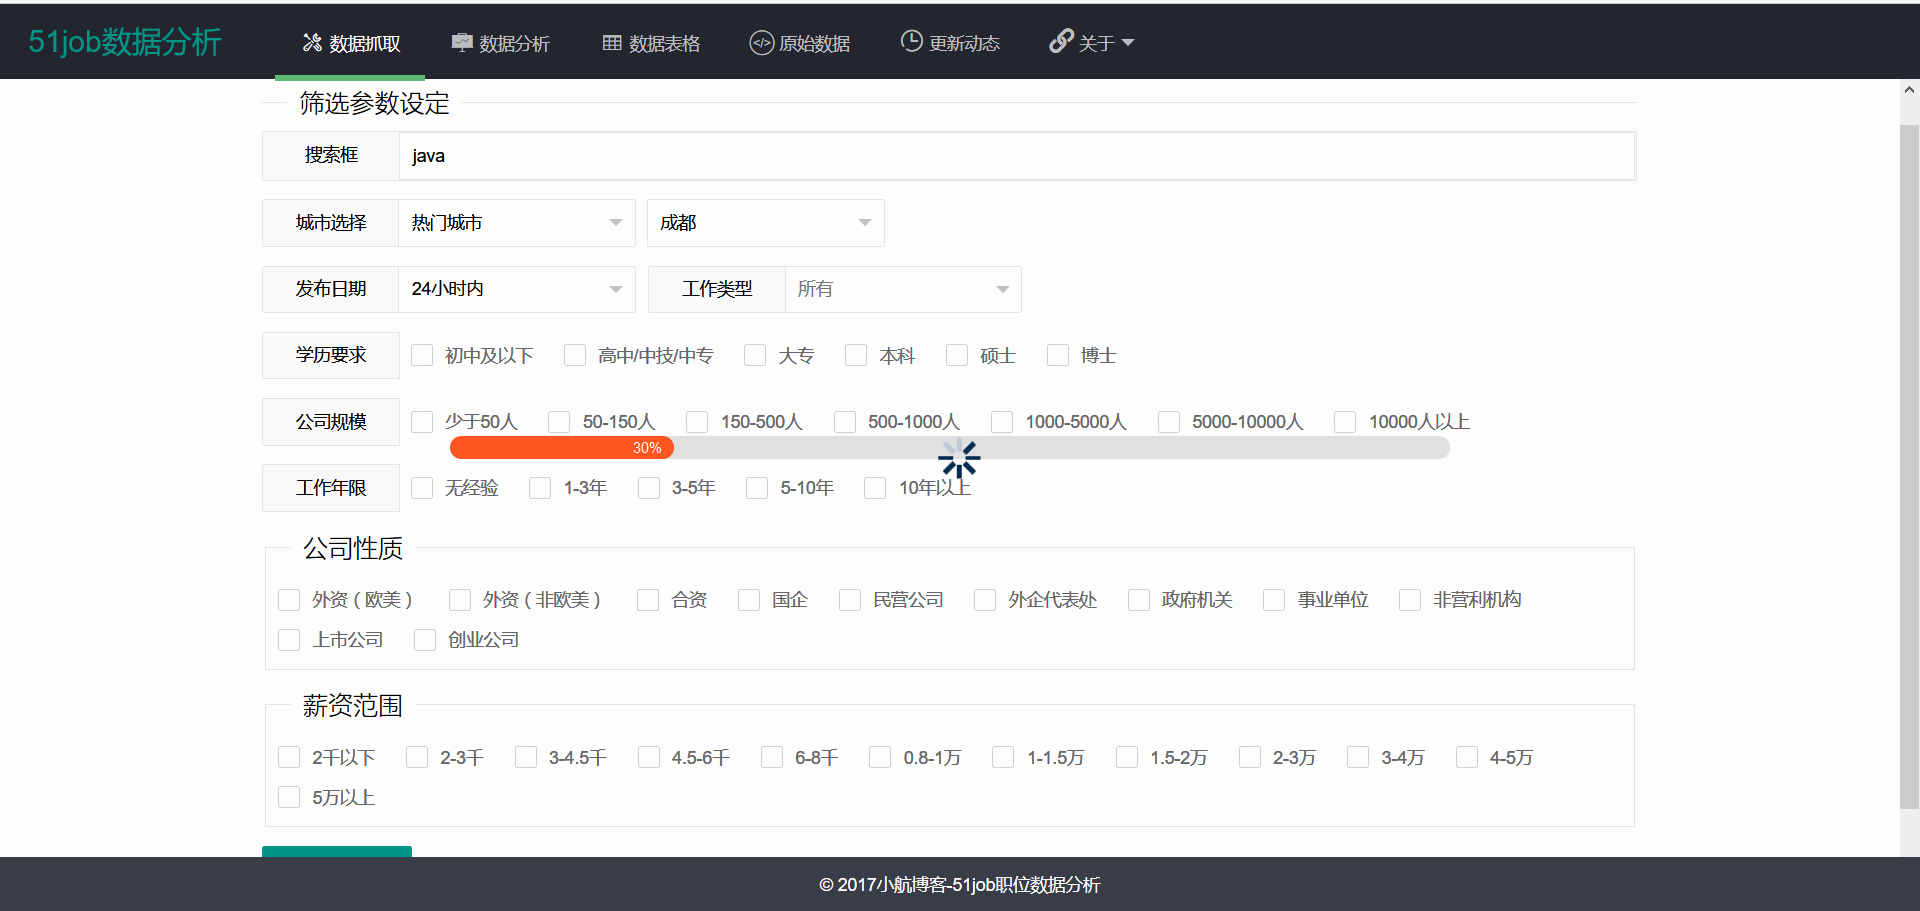 51job数据分析 数据抓取 数据分析 数据表格 原始数据 更新动态 关于
筛选参数设定
搜索框 java
城市选择 热门城市 成都
发布日期 24小时内 工作类型 所有
学历要求 初中及以下 高中/中技/中专 大专 本科 硕士 博士
公司规模 少于50人 50-150人 150-500人 500-1000人 1000-5000人 5000-10000人 10000人以上
30%
工作年限 无经验 1-3年 3-5年 5-10年 10年以上
公司性质
外资（欧美） 外资（非欧美） 合资 国企 民营公司 外企代表处 政府机关 事业单位 非营利机构
上市公司 创业公司
薪资范围
2千以下 2-3千 3-4.5千 4.5-6千 6-8千 0.8-1万 1-1.5万 1.5-2万 2-3万 3-4万 4-5万
5万以上
© 2017小航博客-51job职位数据分析